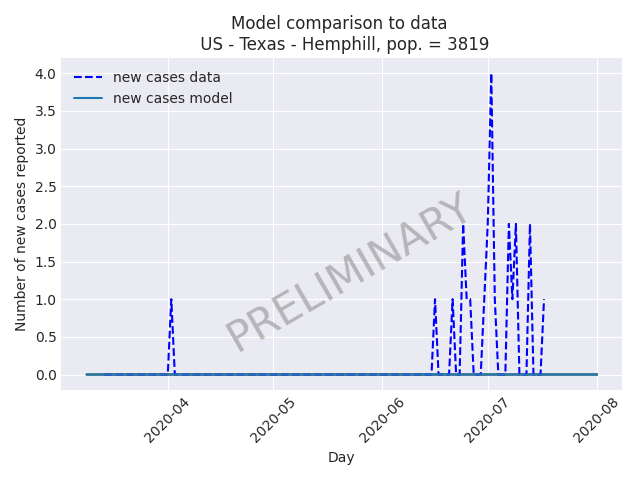 Model comparison to data
US - Texas - Hemphill, pop. = 3819
Number of new cases reported
4.0
3.5
3.0
2.5
2.0
1.5
1.0
0.5
0.0
new cases data
new cases model
PRELIMINARY
2020-04
2020-05
2020-06
2020-07
2020-08
Day